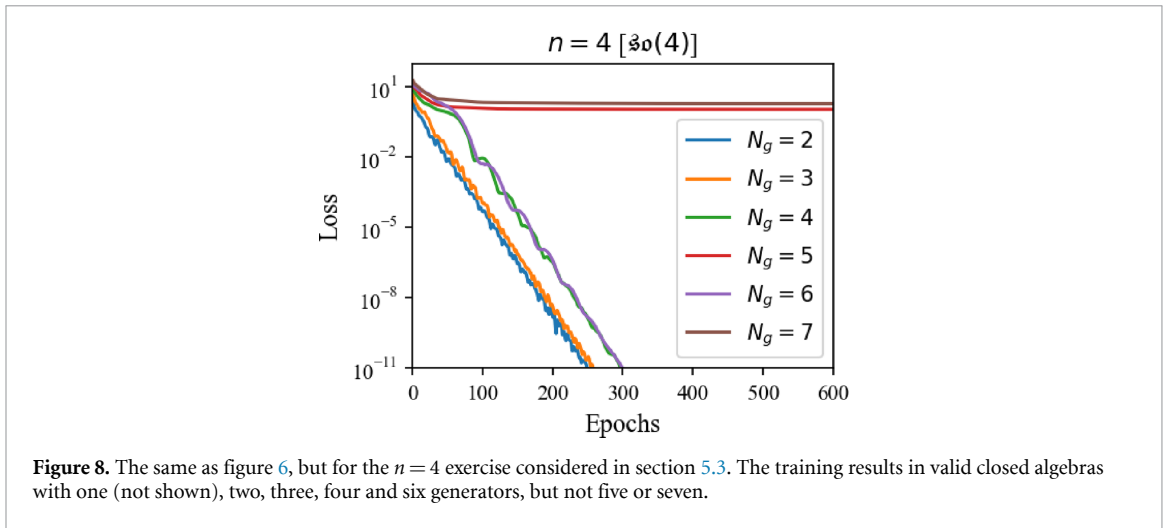 n = 4 [𝔰𝔬(4)]
10¹
10⁻²
10⁻⁵
10⁻⁸
10⁻¹¹
Loss
N_g = 2
N_g = 3
N_g = 4
N_g = 5
N_g = 6
N_g = 7
0 100 200 300 400 500 600
Epochs
Figure 8. The same as figure 6, but for the n = 4 exercise considered in section 5.3. The training results in valid closed algebras
with one (not shown), two, three, four and six generators, but not five or seven.